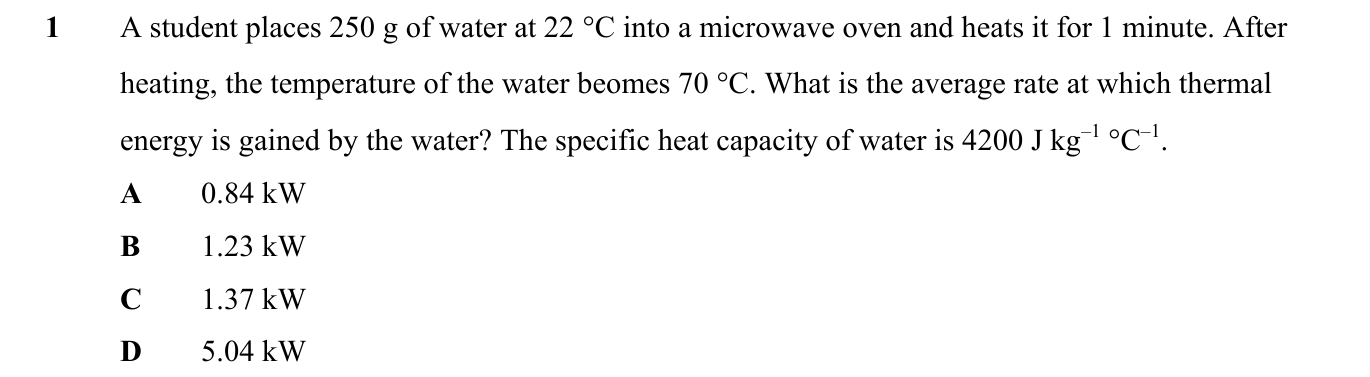 1 A student places 250 g of water at 22 °C into a microwave oven and heats it for 1 minute. After
heating, the temperature of the water beomes 70 °C. What is the average rate at which thermal
energy is gained by the water? The specific heat capacity of water is 4200 J kg⁻¹ °C⁻¹.
A 0.84 kW
B 1.23 kW
C 1.37 kW
D 5.04 kW